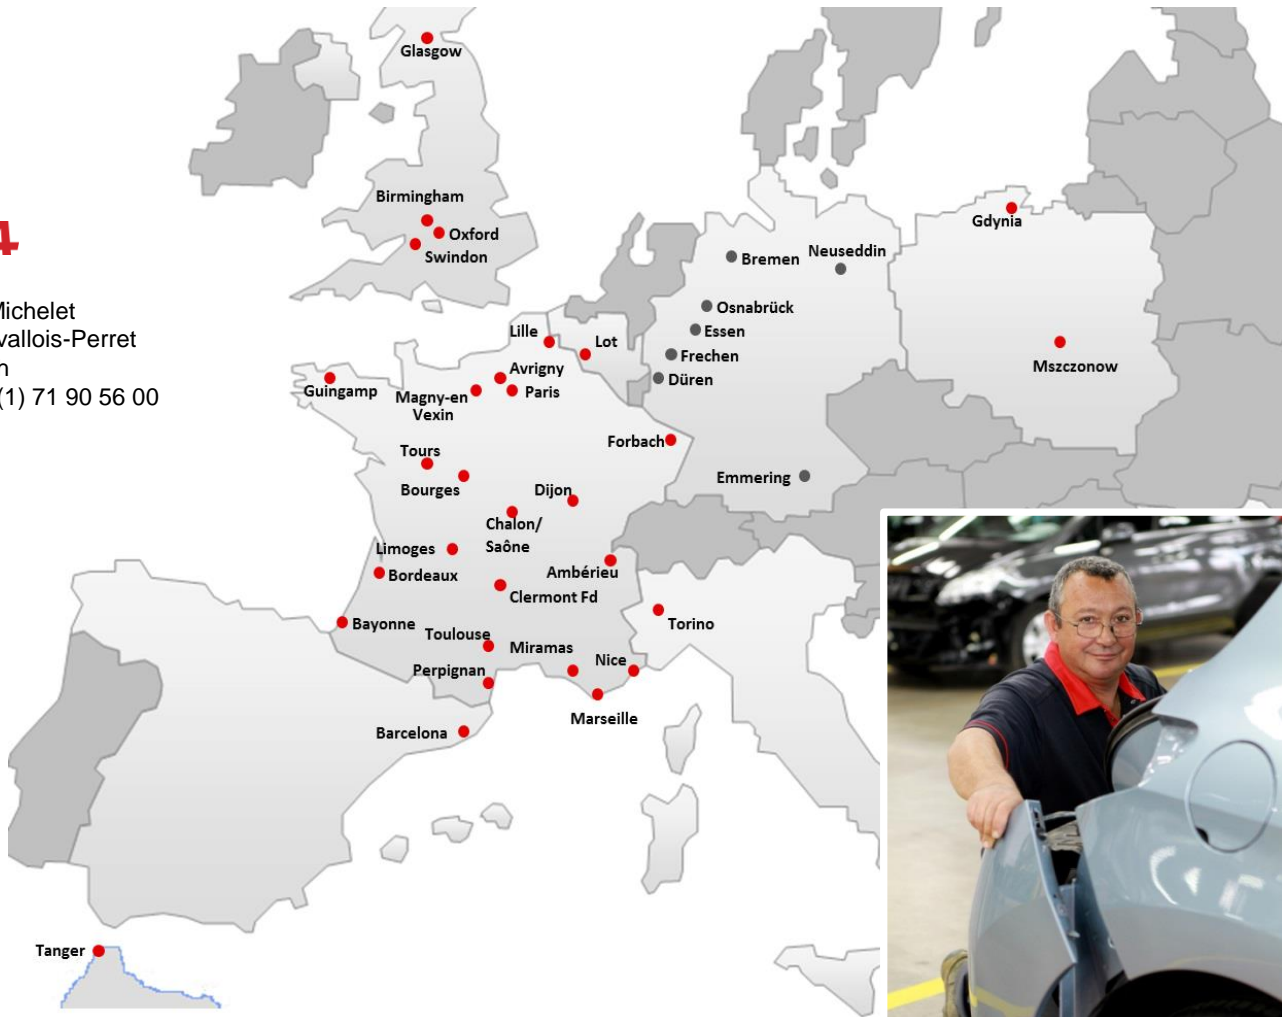 4
Michelet
vallois-Perret
(1) 71 90 56 00
Glasgow
Birmingham
Oxford
Swindon
Gdynia
Bremen
Neuseddin
Osnabrück
Essen
Frechen
Düren
Lille
Lot
Avrigny
Paris
Guingamp
Magny-en
Vexin
Mszczonow
Forbach
Tours
Bourges
Dijon
Emmering
Chalon/
Saône
Limoges
Bordeaux
Ambérieu
Clermont Fd
Bayonne
Torino
Toulouse
Miramas
Nice
Perpignan
Marseille
Barcelona
Tanger